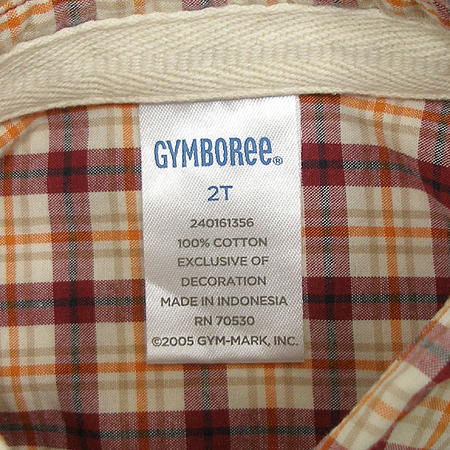 GYMBOREE®
2T
240161356
100% COTTON
EXCLUSIVE OF
DECORATION
MADE IN INDONESIA
RN 70530
©2005 GYM-MARK, INC.